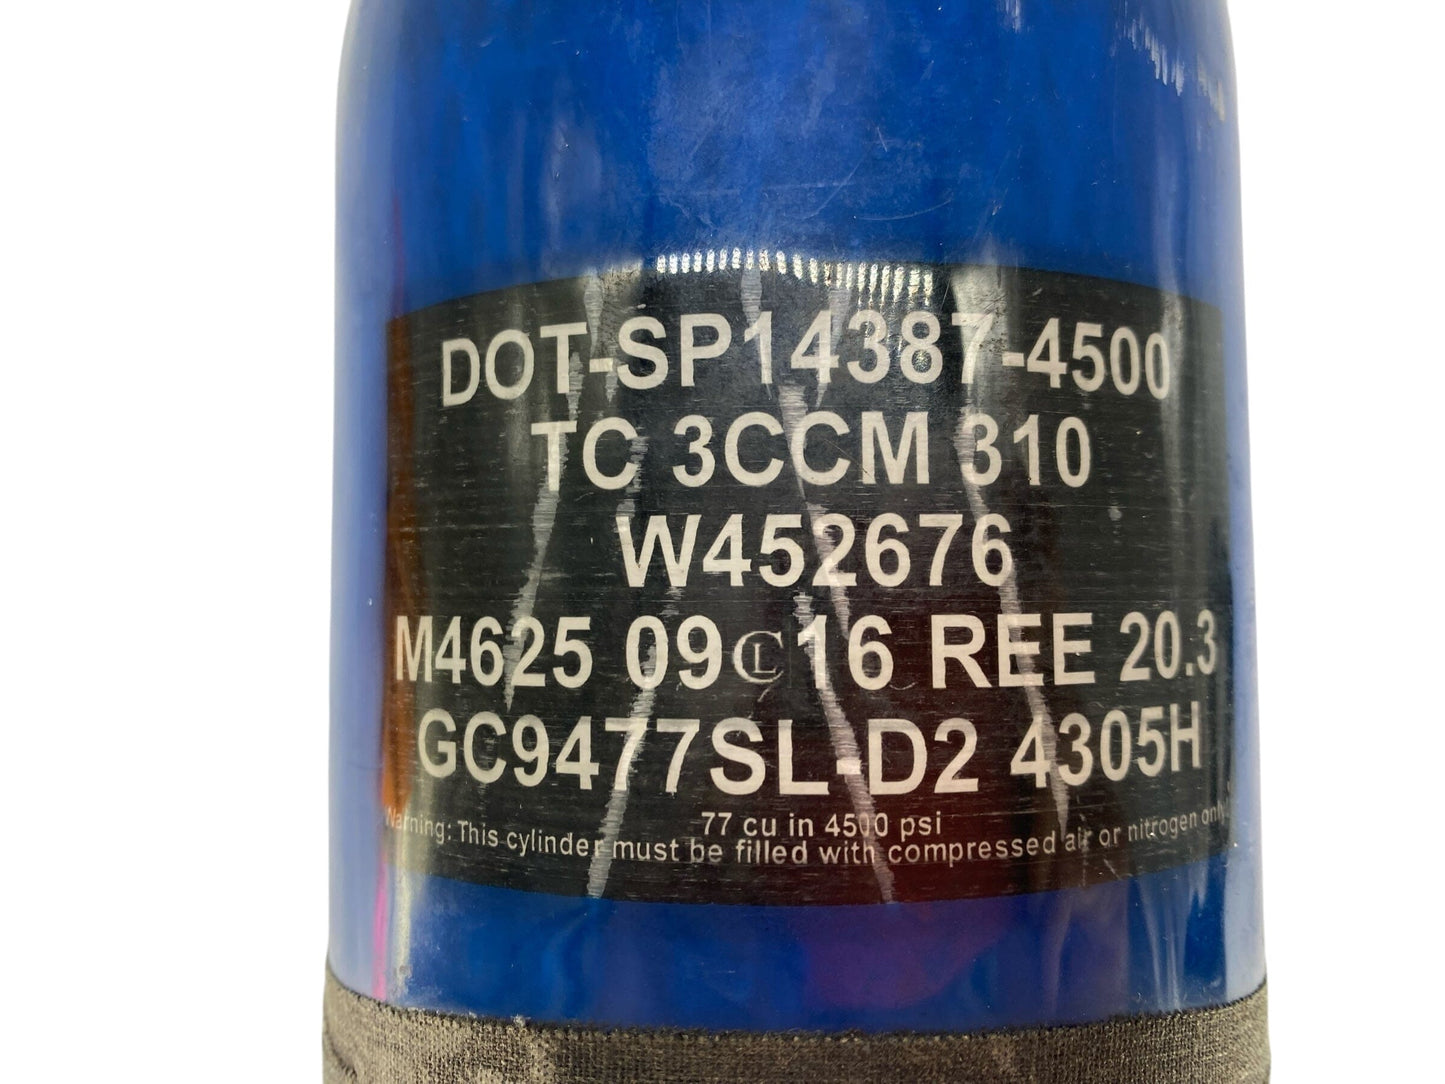 DOT-SP14387-4500
TC 3CCM 310
W452676
M4625 09 CL 16 REE 20.3
GC9477SL-D2 4305H
77 cu in 4500 psi
Warning: This cylinder must be filled with compressed air or nitrogen only!